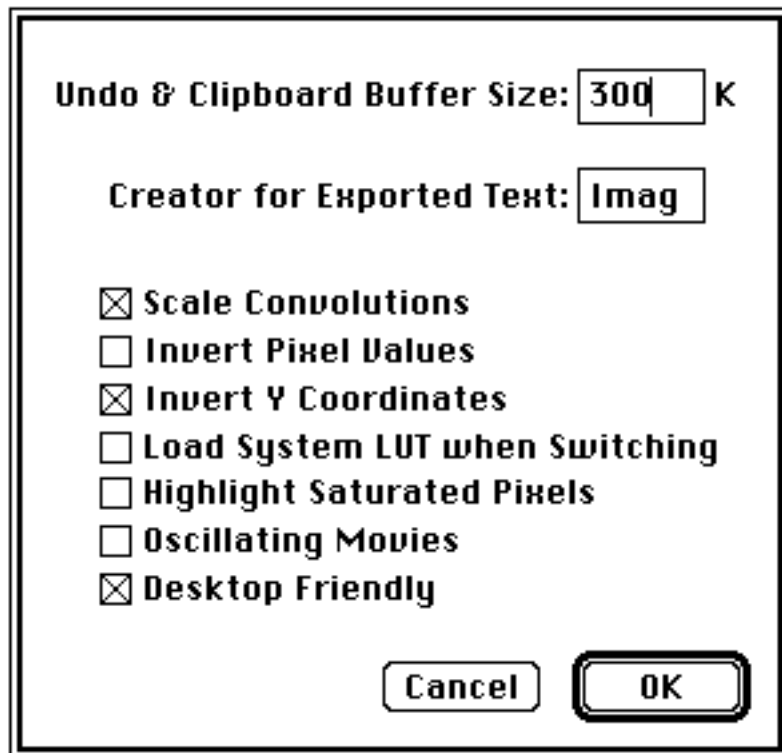 Undo & Clipboard Buffer Size: 300 K
Creator for Exported Text: Imag
Scale Convolutions
Invert Pixel Values
Invert Y Coordinates
Load System LUT when Switching
Highlight Saturated Pixels
Oscillating Movies
Desktop Friendly
Cancel OK